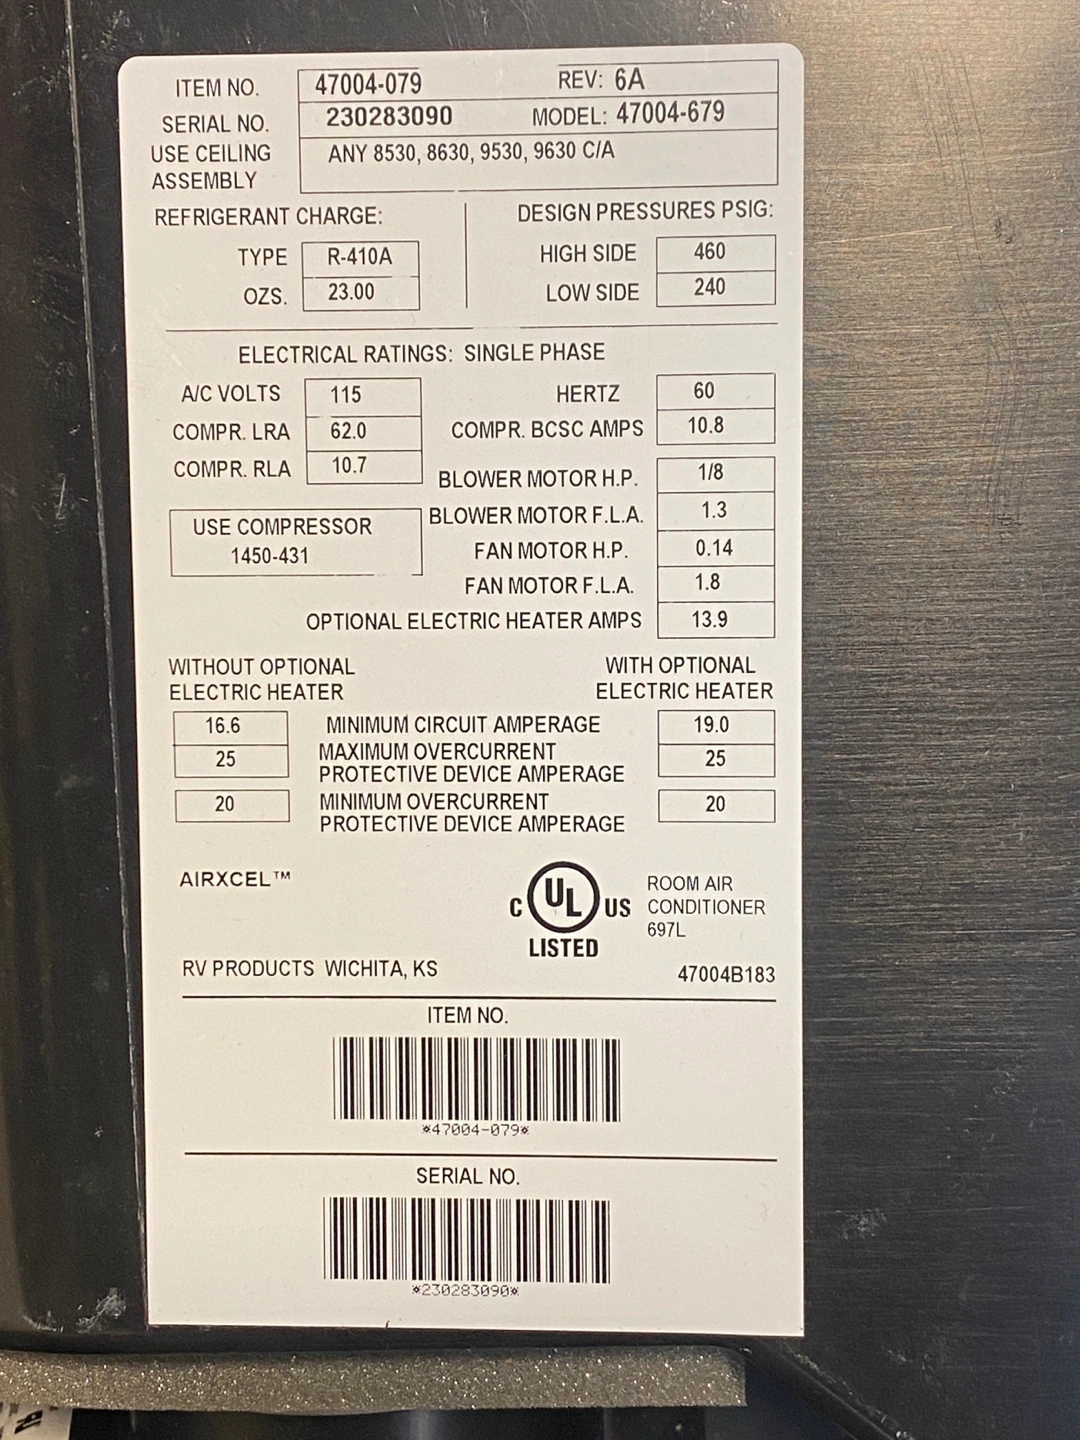 ITEM NO. 47004-079 REV: 6A
SERIAL NO. 230283090 MODEL: 47004-679
USE CEILING ASSEMBLY ANY 8530, 8630, 9530, 9630 C/A
REFRIGERANT CHARGE:
TYPE R-410A
OZS. 23.00
DESIGN PRESSURES PSIG:
HIGH SIDE 460
LOW SIDE 240
ELECTRICAL RATINGS: SINGLE PHASE
A/C VOLTS 115
COMPR. LRA 62.0
COMPR. RLA 10.7
USE COMPRESSOR
1450-431
HERTZ 60
COMPR. BCSC AMPS 10.8
BLOWER MOTOR H.P. 1/8
BLOWER MOTOR F.L.A. 1.3
FAN MOTOR H.P. 0.14
FAN MOTOR F.L.A. 1.8
OPTIONAL ELECTRIC HEATER AMPS 13.9
WITHOUT OPTIONAL
ELECTRIC HEATER
WITH OPTIONAL
ELECTRIC HEATER
16.6 MINIMUM CIRCUIT AMPERAGE 19.0
25 MAXIMUM OVERCURRENT PROTECTIVE DEVICE AMPERAGE 25
20 MINIMUM OVERCURRENT PROTECTIVE DEVICE AMPERAGE 20
AIRXCEL™
C UL US
LISTED
ROOM AIR
CONDITIONER
697L
RV PRODUCTS WICHITA, KS
47004B183
ITEM NO.
*47004-079*
SERIAL NO.
*230283090*